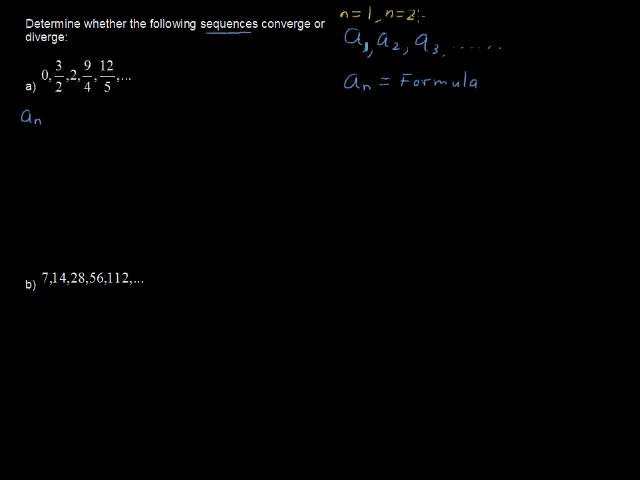 Determine whether the following sequences converge or diverge:
n=1, n=2,..
a1, a2, a3, ......
an = Formula
a) 0, 3/2, 2, 9/4, 12/5, ...
an
b) 7,14,28,56,112,...